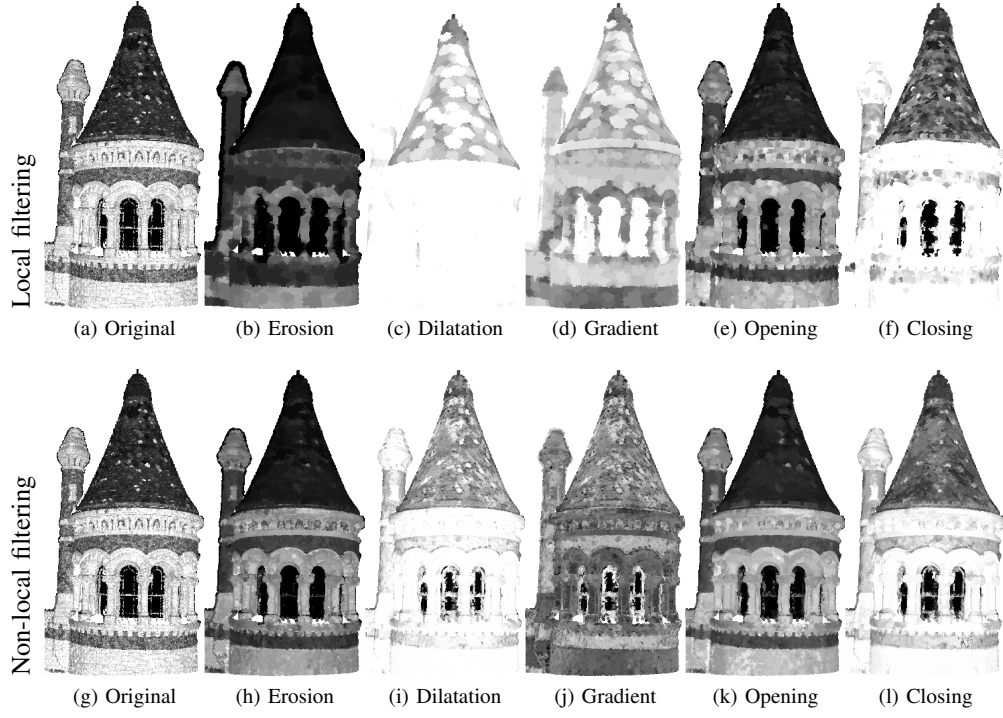 Local filtering
(a) Original
(b) Erosion
(c) Dilatation
(d) Gradient
(e) Opening
(f) Closing
Non-local filtering
(g) Original
(h) Erosion
(i) Dilatation
(j) Gradient
(k) Opening
(l) Closing